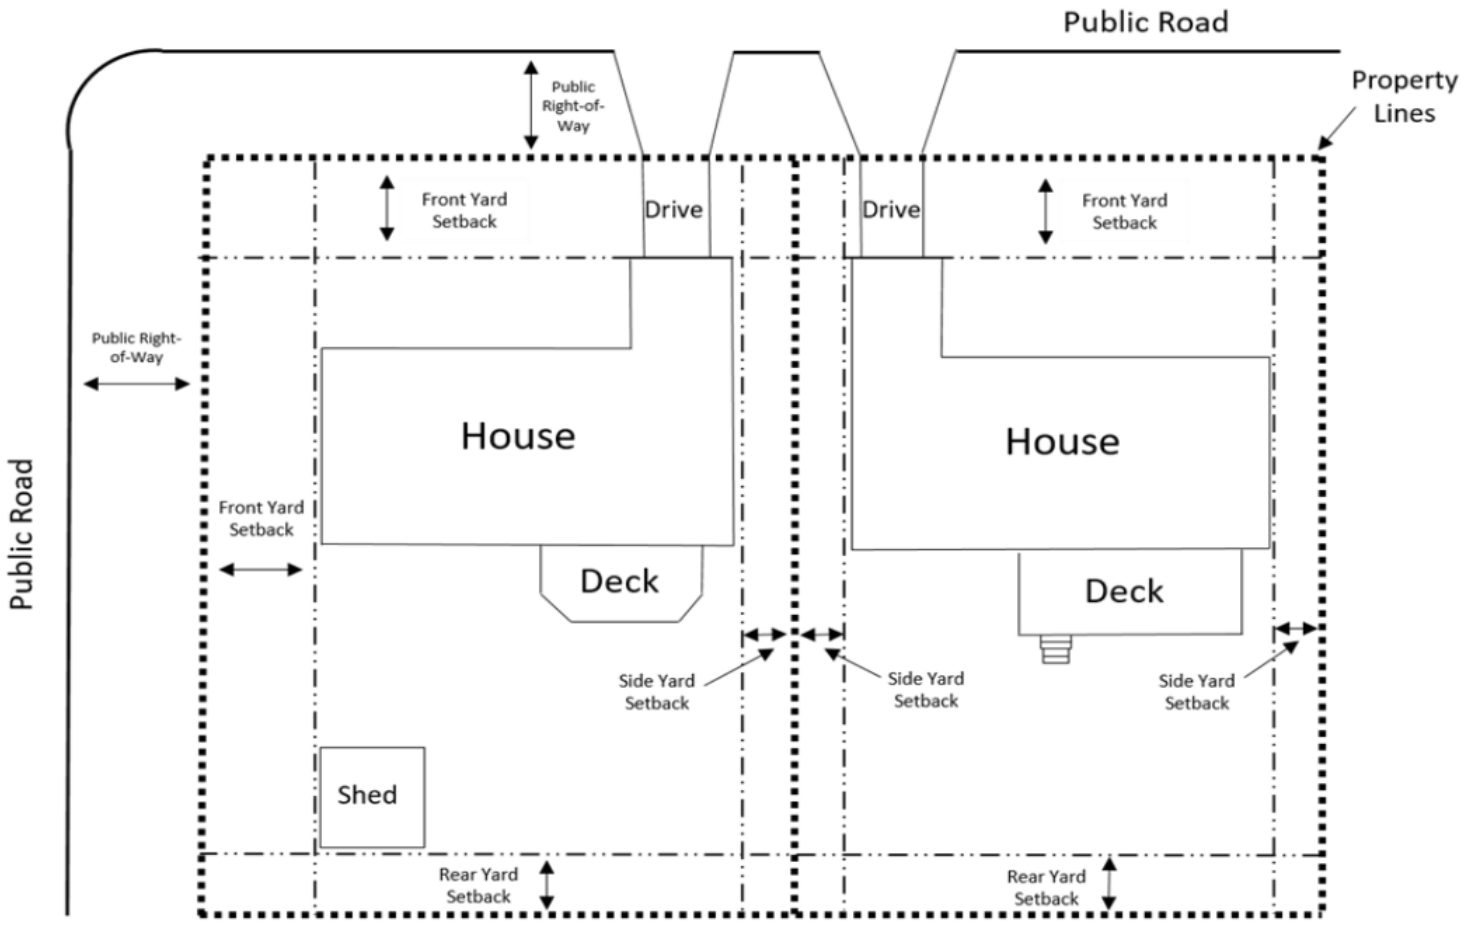 Public Road
Property
Lines
Public
Right-of-
Way
Front Yard
Setback
Drive
Drive
Front Yard
Setback
Public Right-
of-Way
House
House
Public Road
Front Yard
Setback
Deck
Deck
Side Yard
Setback
Side Yard
Setback
Side Yard
Setback
Shed
Rear Yard
Setback
Rear Yard
Setback